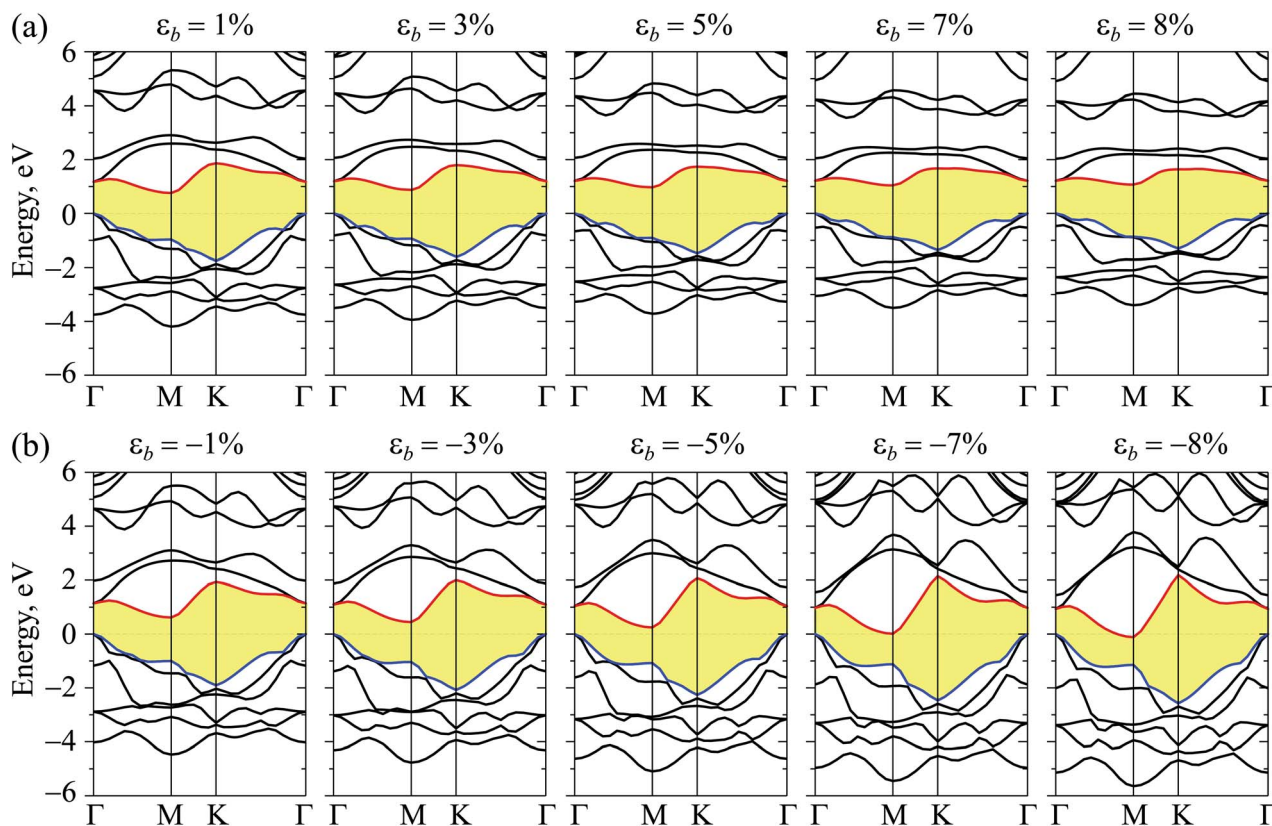 (a) ε_b = 1% ε_b = 3% ε_b = 5% ε_b = 7% ε_b = 8%
6
4
2
0
−2
−4
−6
Energy, eV
Γ M K Γ Γ M K Γ Γ M K Γ Γ M K Γ Γ M K Γ
(b) ε_b = −1% ε_b = −3% ε_b = −5% ε_b = −7% ε_b = −8%
6
4
2
0
−2
−4
−6
Energy, eV
Γ M K Γ Γ M K Γ Γ M K Γ Γ M K Γ Γ M K Γ